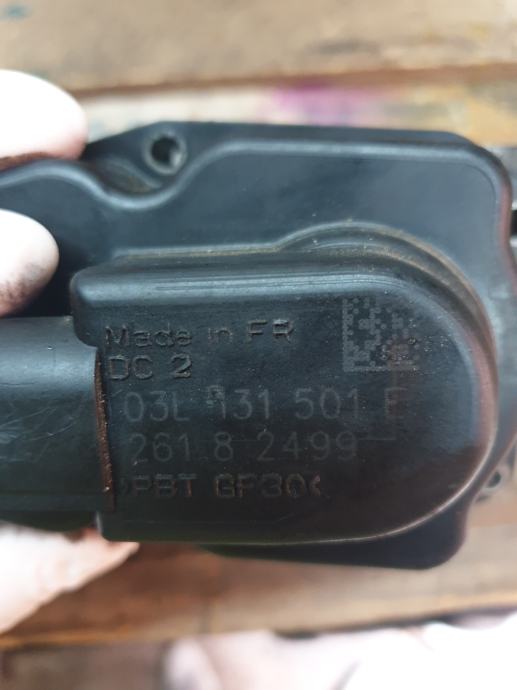 Made in FR
DC 2
03L 131 501 E
261 8 2499
>PBT GF30<